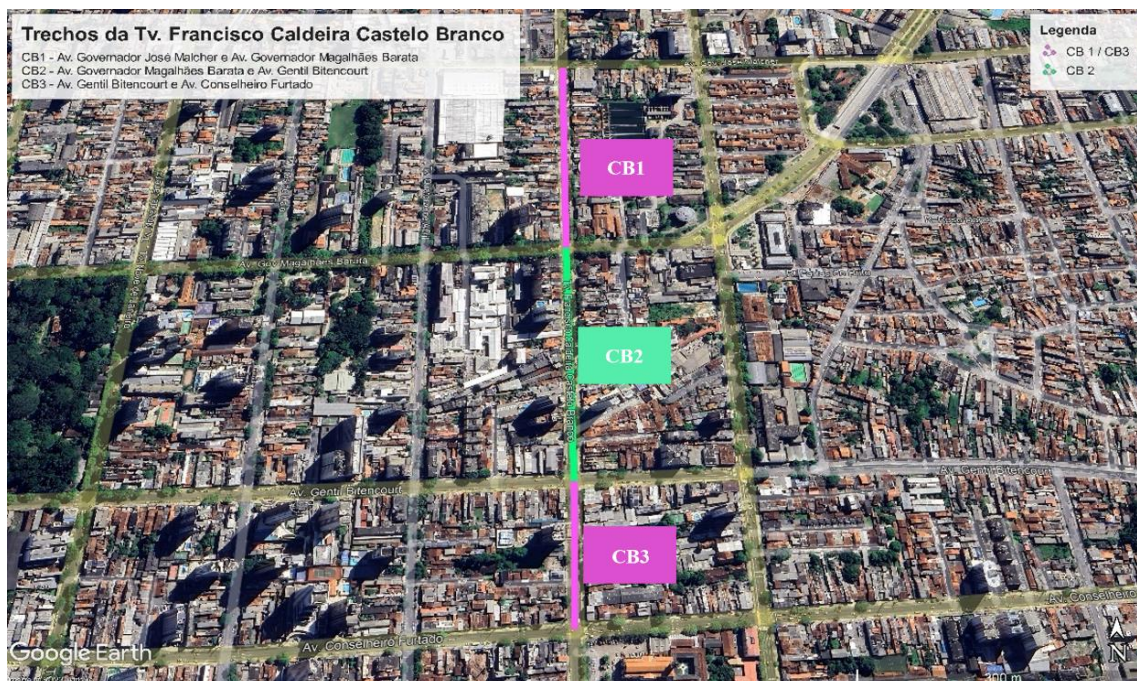 Trechos da Tv. Francisco Caldeira Castelo Branco
CB1 - Av. Governador José Malcher e Av. Governador Magalhães Barata
CB2 - Av. Governador Magalhães Barata e Av. Gentil Bitencourt
CB3 - Av. Gentil Bitencourt e Av. Conselheiro Furtado
Legenda
CB 1 / CB3
CB 2
CB1
Av. Gov Magalhães Barata
CB2
Av. Gentil Bitencourt
Av. Gentil Bitencourt
CB3
Av. Conselheiro
Av. Conselheiro Furtado
Google Earth
N
300 m